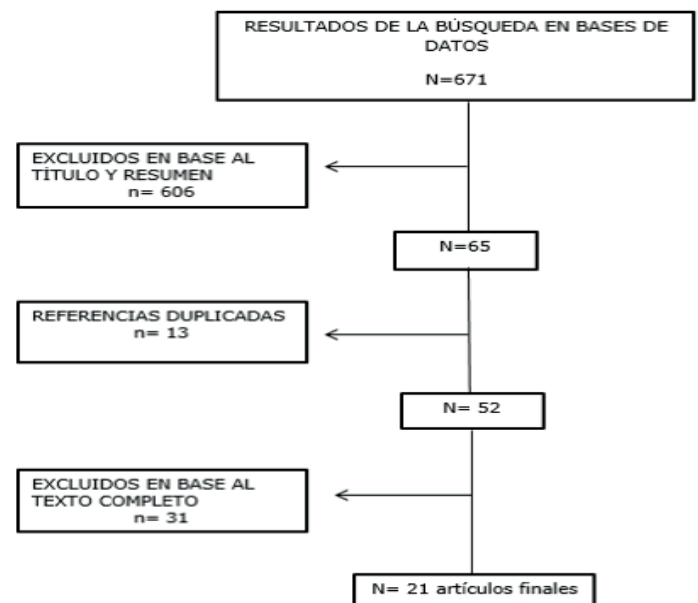 RESULTADOS DE LA BÚSQUEDA EN BASES DE
DATOS
N=671
EXCLUIDOS EN BASE AL
TÍTULO Y RESUMEN
n= 606
N=65
REFERENCIAS DUPLICADAS
n= 13
N= 52
EXCLUIDOS EN BASE AL
TEXTO COMPLETO
n= 31
N= 21 artículos finales